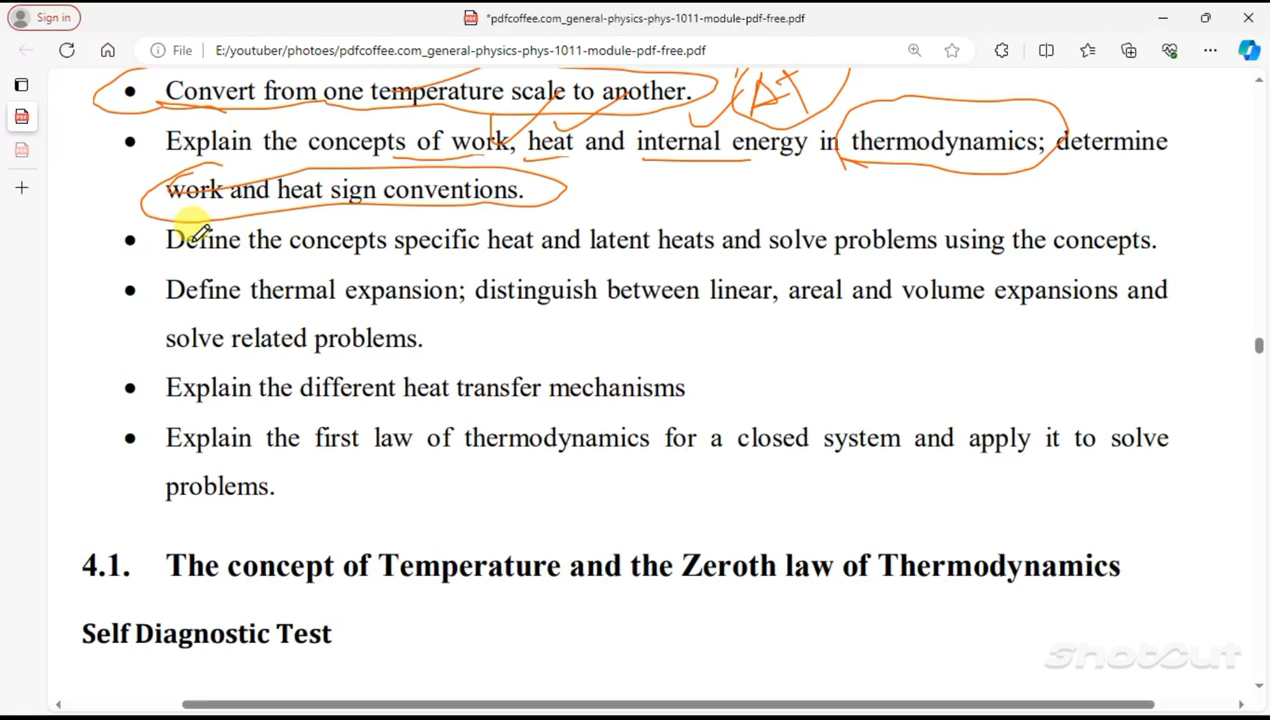 Sign in
*pdfcoffee.com_general-physics-phys-1011-module-pdf-free.pdf
File E:/youtuber/photoes/pdfcoffee.com_general-physics-phys-1011-module-pdf-free.pdf
• Convert from one temperature scale to another.
ΔT
• Explain the concepts of work, heat and internal energy in thermodynamics; determine
work and heat sign conventions.
• Define the concepts specific heat and latent heats and solve problems using the concepts.
• Define thermal expansion; distinguish between linear, areal and volume expansions and
solve related problems.
• Explain the different heat transfer mechanisms
• Explain the first law of thermodynamics for a closed system and apply it to solve
problems.
4.1. The concept of Temperature and the Zeroth law of Thermodynamics
Self Diagnostic Test
SHOTCUT